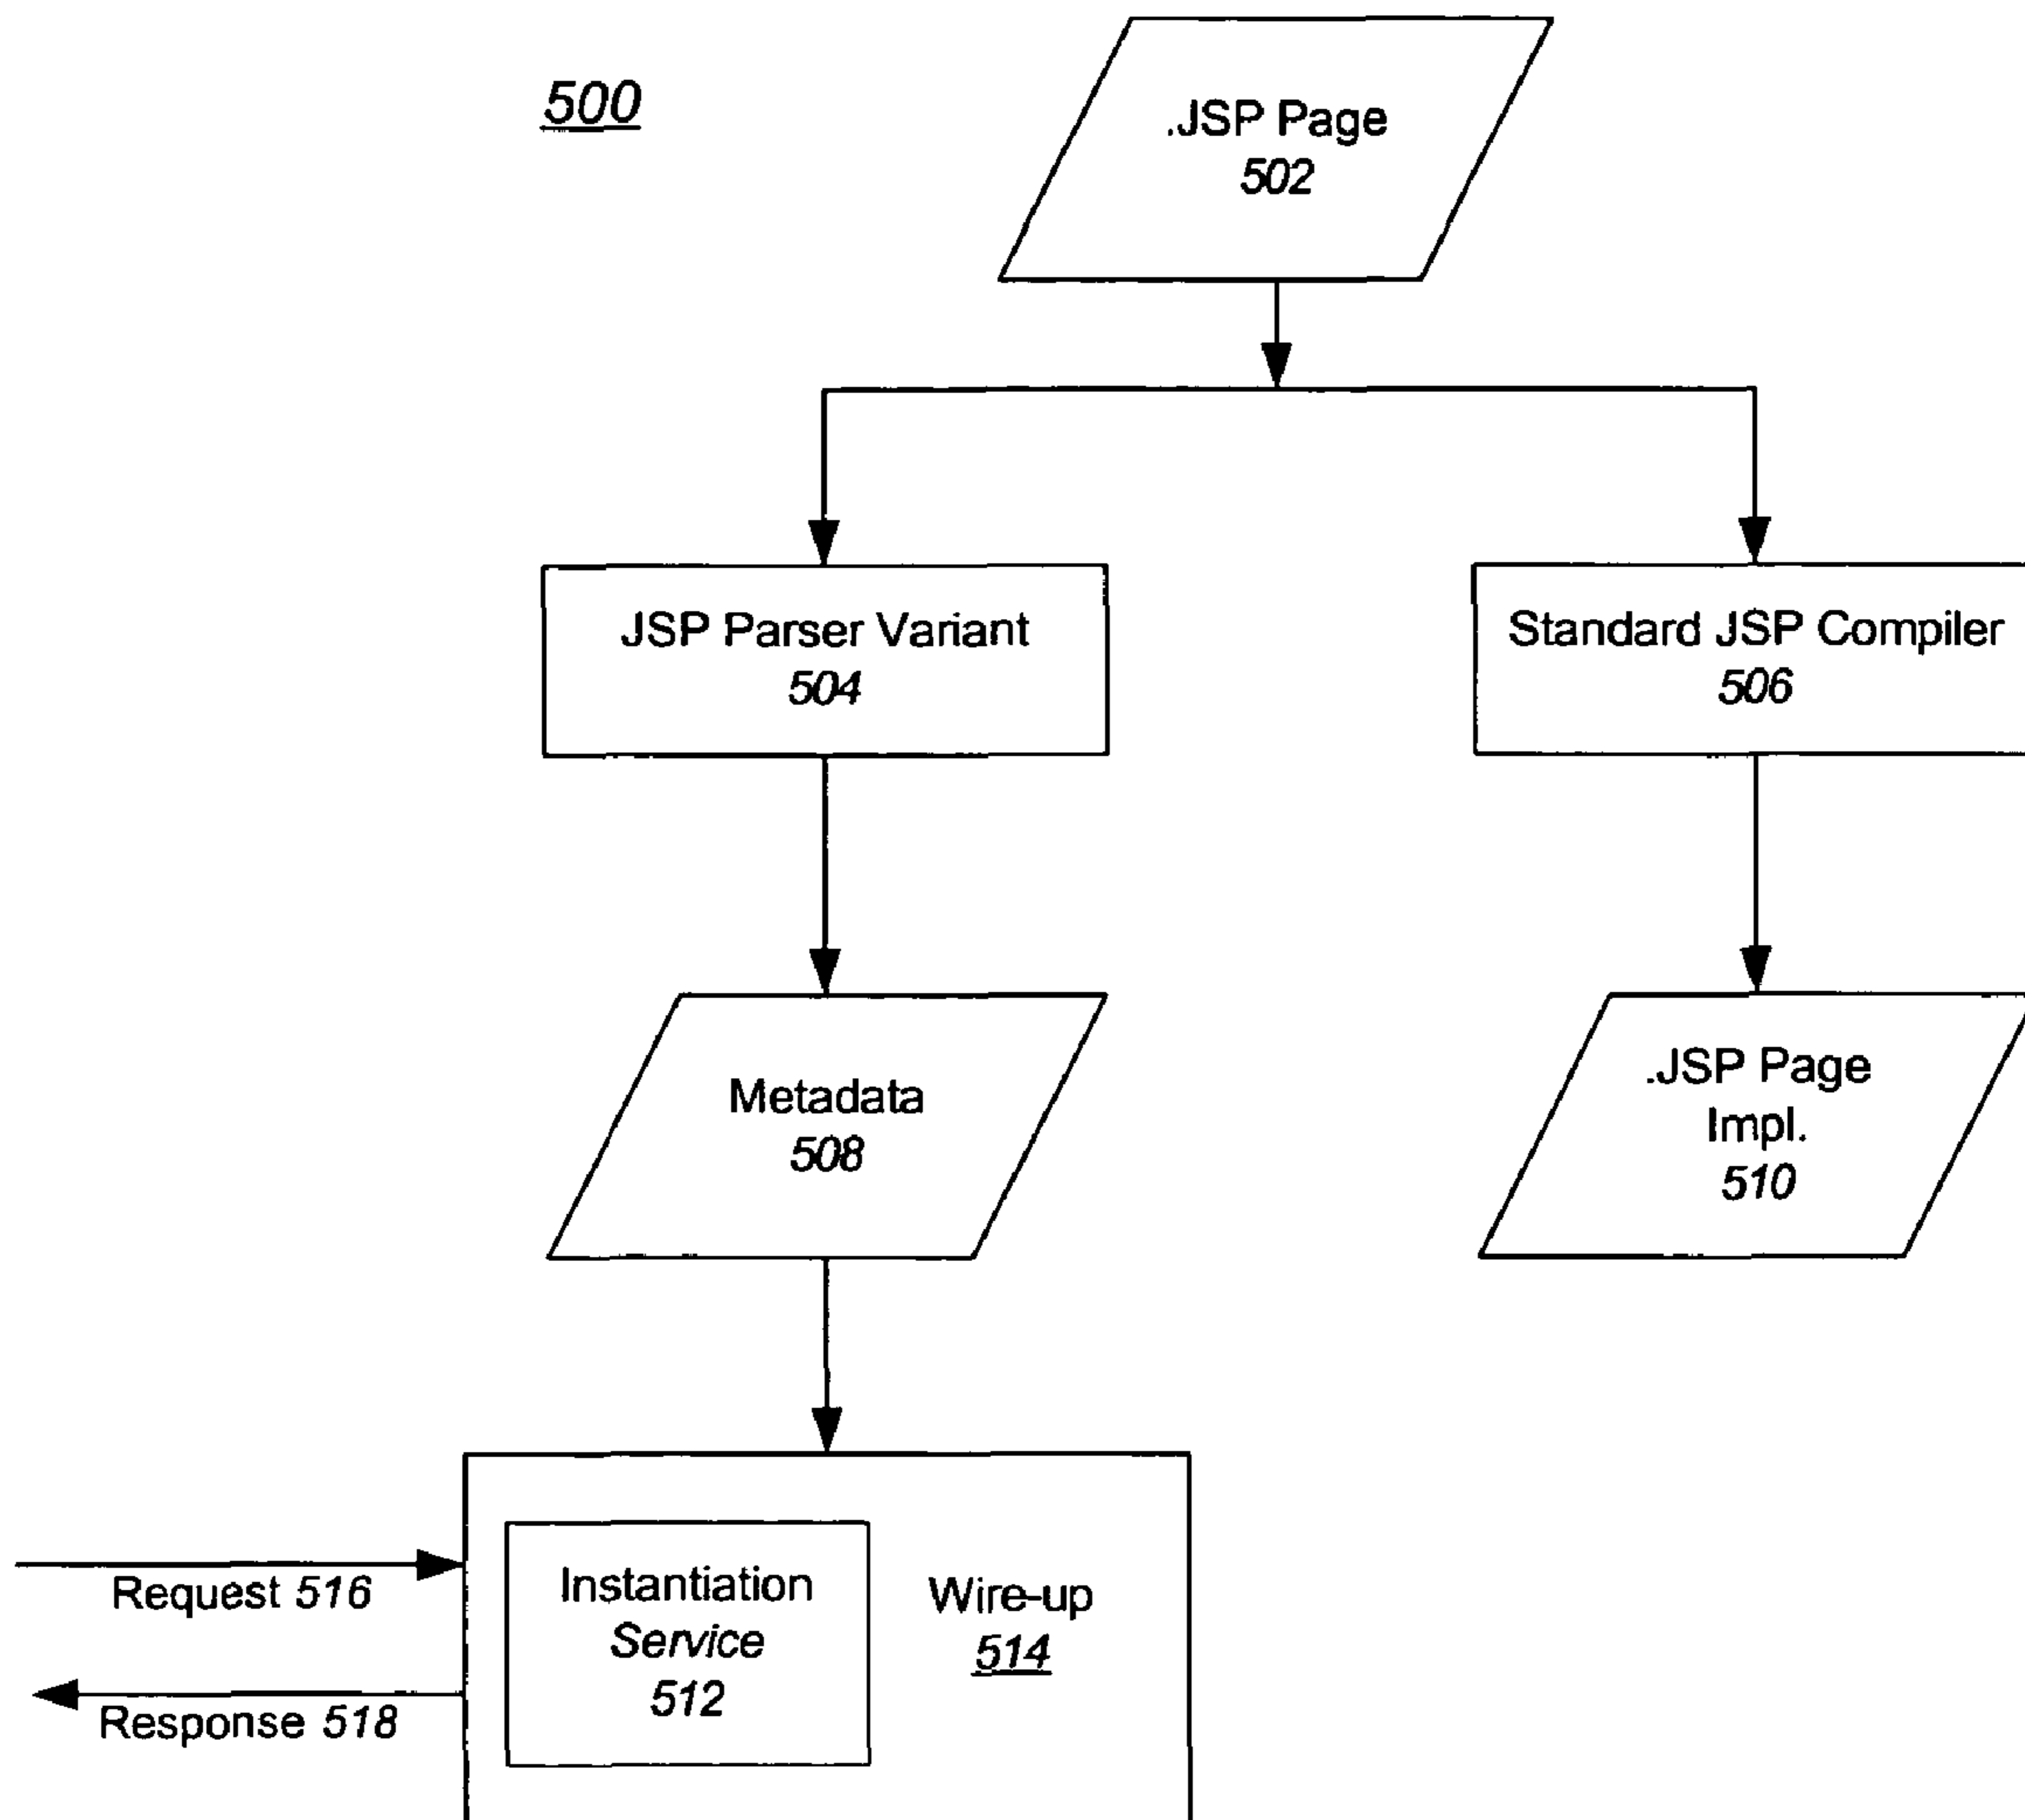 500
.JSP Page
502
JSP Parser Variant
504
Standard JSP Compiler
506
Metadata
508
.JSP Page
Impl.
510
Request 516
Response 518
Instantiation
Service
512
Wire-up
514